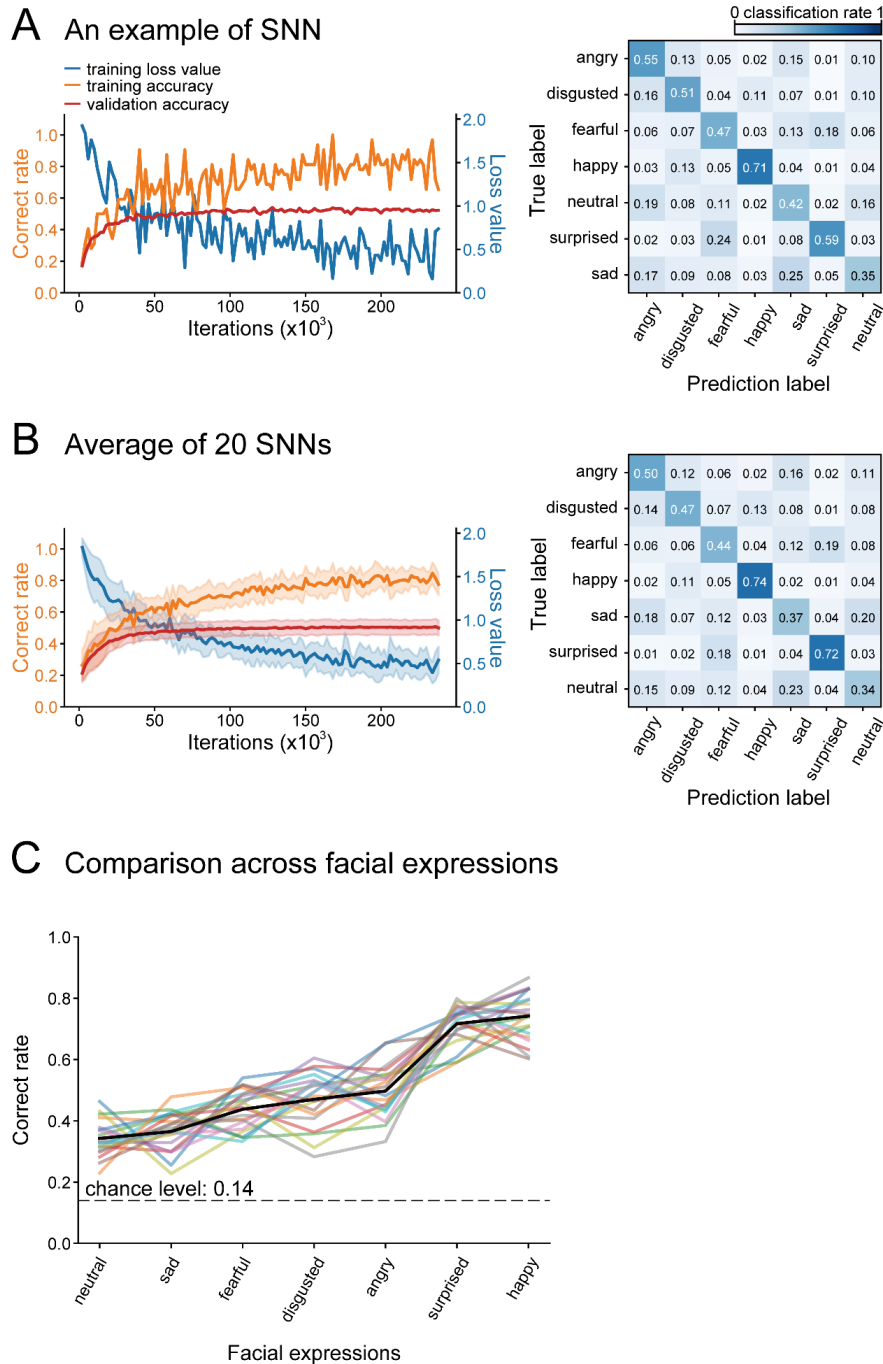 A An example of SNN
0 classification rate 1
training loss value
training accuracy
validation accuracy
Correct rate
1.0
0.8
0.6
0.4
0.2
0.0
2.0
1.5
1.0
0.5
0.0
Loss value
0 50 100 150 200
Iterations (x10³)
True label
angry 0.55 0.13 0.05 0.02 0.15 0.01 0.10
disgusted 0.16 0.51 0.04 0.11 0.07 0.01 0.10
fearful 0.06 0.07 0.47 0.03 0.13 0.18 0.06
happy 0.03 0.13 0.05 0.71 0.04 0.01 0.04
neutral 0.19 0.08 0.11 0.02 0.42 0.02 0.16
surprised 0.02 0.03 0.24 0.01 0.08 0.59 0.03
sad 0.17 0.09 0.08 0.03 0.25 0.05 0.35
angry disgusted fearful happy sad surprised neutral
Prediction label
B Average of 20 SNNs
Correct rate
1.0
0.8
0.6
0.4
0.2
0.0
2.0
1.5
1.0
0.5
0.0
Loss value
0 50 100 150 200
Iterations (x10³)
True label
angry 0.50 0.12 0.06 0.02 0.16 0.02 0.11
disgusted 0.14 0.47 0.07 0.13 0.08 0.01 0.08
fearful 0.06 0.06 0.44 0.04 0.12 0.19 0.08
happy 0.02 0.11 0.05 0.74 0.02 0.01 0.04
sad 0.18 0.07 0.12 0.03 0.37 0.04 0.20
surprised 0.01 0.02 0.18 0.01 0.04 0.72 0.03
neutral 0.15 0.09 0.12 0.04 0.23 0.04 0.34
angry disgusted fearful happy sad surprised neutral
Prediction label
C Comparison across facial expressions
Correct rate
1.0
0.8
0.6
0.4
0.2
0.0
chance level: 0.14
neutral sad fearful disgusted angry surprised happy
Facial expressions